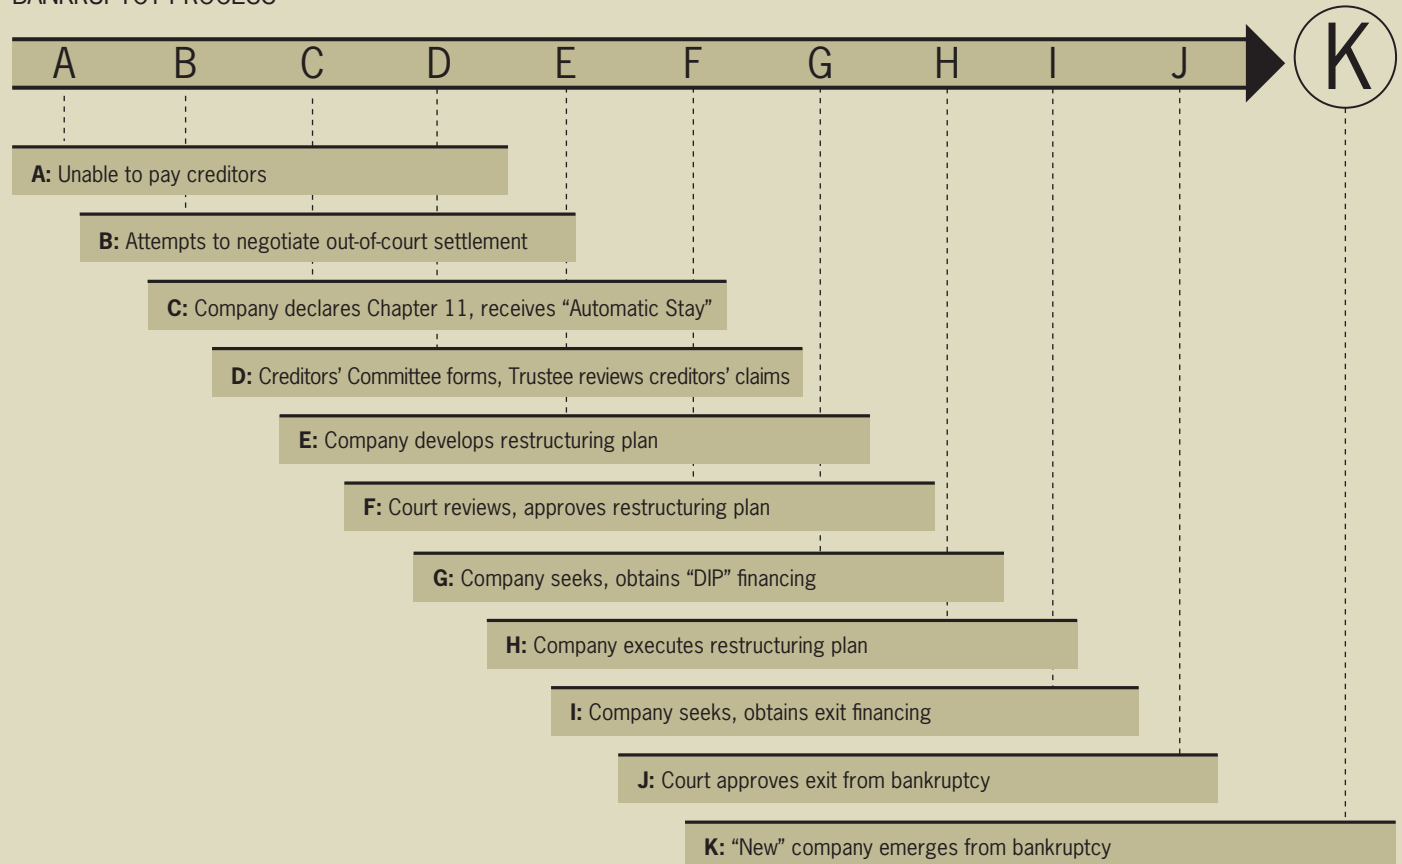 BANKRUPTCY PROCESS
A B C D E F G H I J K
A: Unable to pay creditors
B: Attempts to negotiate out-of-court settlement
C: Company declares Chapter 11, receives “Automatic Stay”
D: Creditors’ Committee forms, Trustee reviews creditors’ claims
E: Company develops restructuring plan
F: Court reviews, approves restructuring plan
G: Company seeks, obtains “DIP” financing
H: Company executes restructuring plan
I: Company seeks, obtains exit financing
J: Court approves exit from bankruptcy
K: “New” company emerges from bankruptcy